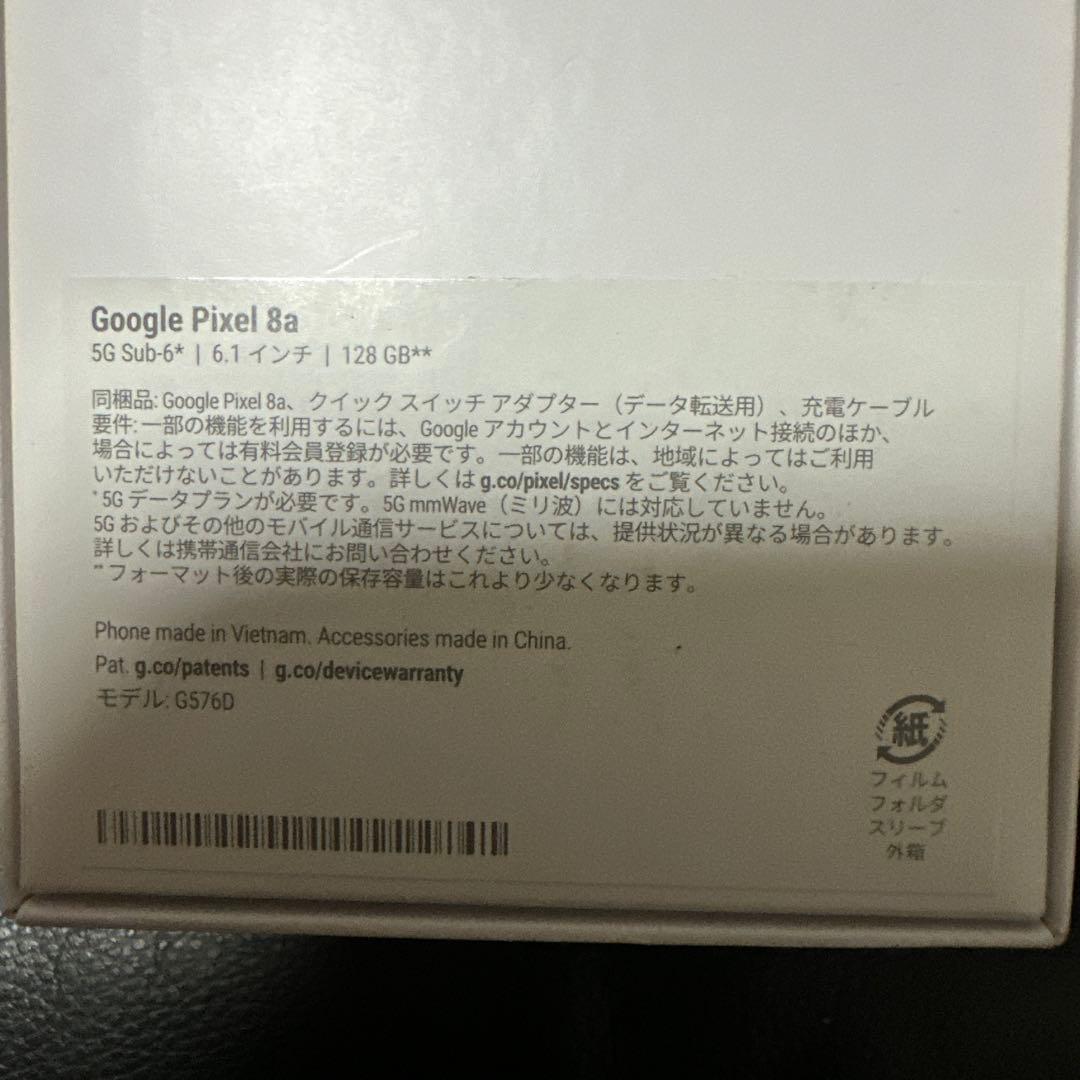 Google Pixel 8a
5G Sub-6* | 6.1 インチ | 128 GB**
同梱品: Google Pixel 8a、クイック スイッチ アダプター（データ転送用）、充電ケーブル
要件: 一部の機能を利用するには、Google アカウントとインターネット接続のほか、
場合によっては有料会員登録が必要です。一部の機能は、地域によってはご利用
いただけないことがあります。詳しくは g.co/pixel/specs をご覧ください。
*5G データプランが必要です。5G mmWave（ミリ波）には対応していません。
5G およびその他のモバイル通信サービスについては、提供状況が異なる場合があります。
詳しくは携帯通信会社にお問い合わせください。
**フォーマット後の実際の保存容量はこれより少なくなります。
Phone made in Vietnam. Accessories made in China.
Pat. g.co/patents | g.co/devicewarranty
モデル: G576D
紙
フィルム
フォルダ
スリーブ
外箱